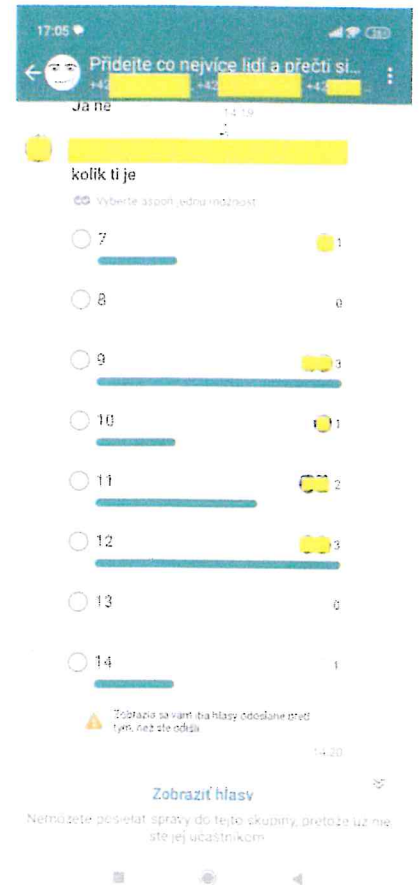 17:05
Přidejte co nejvíce lidí a přečti si...
+42 +42 +42
Ja ne
14:19
kolik ti je
Vyberte aspoň jednu možnosť
7 1
8 0
9 3
10 1
11 2
12 3
13 0
14 1
Zobrazia sa vám iba hlasy odoslané pred
tým, než ste odišli
14:20
Zobraziť hlasy
Nemôžete posielať správy do tejto skupiny, pretože už nie
ste jej účastníkom